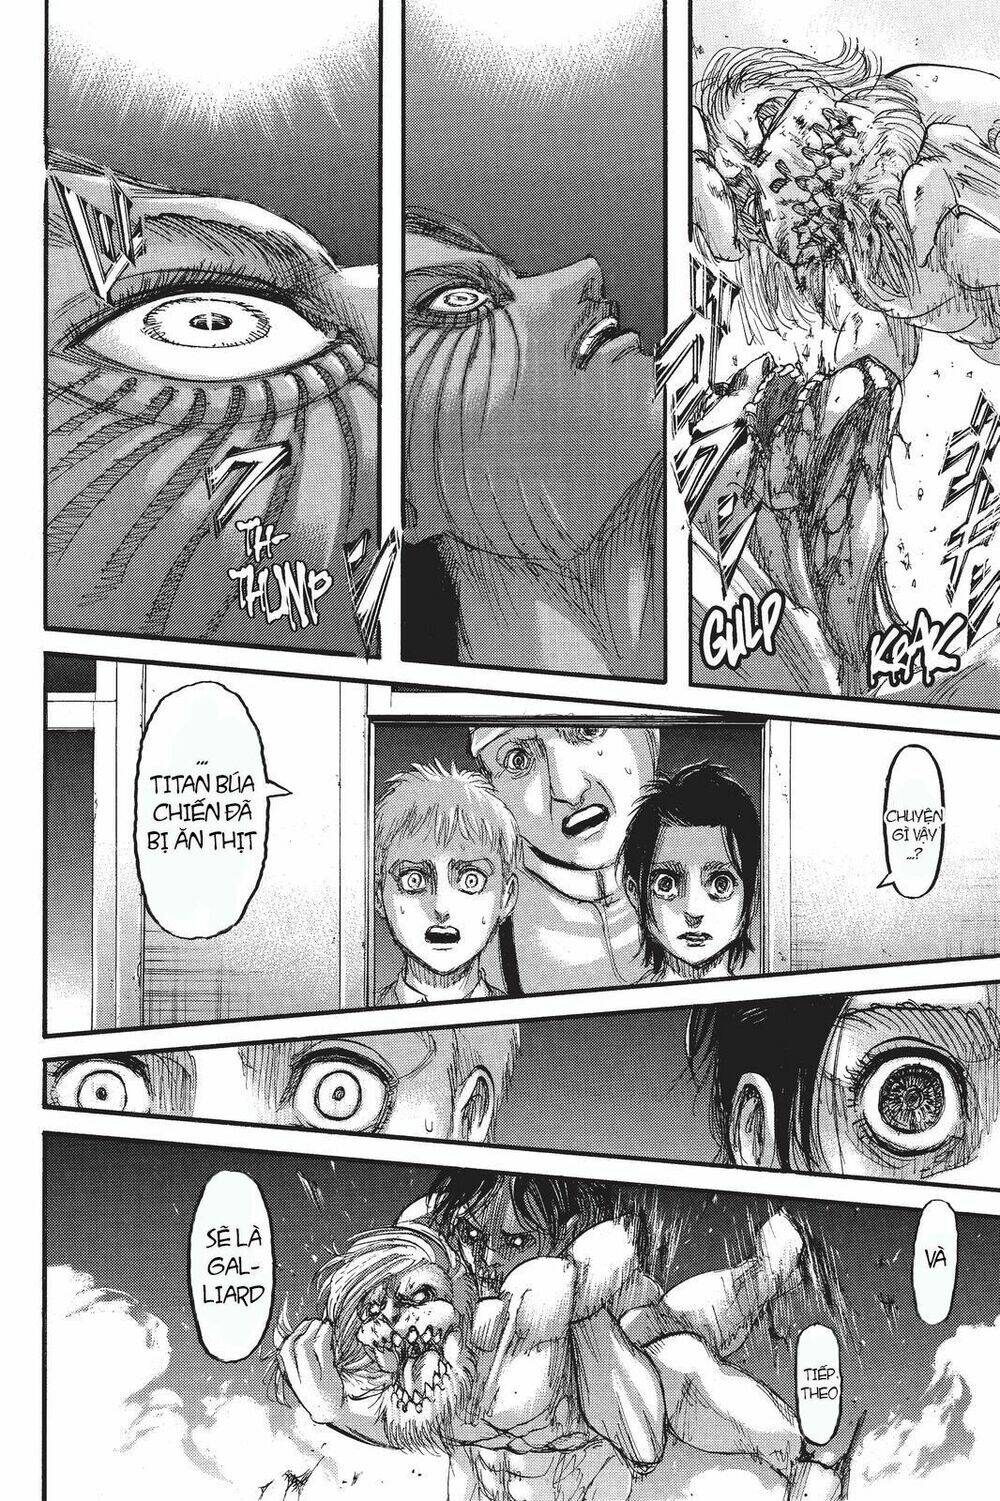 GULP
KRAK
TH-
THUMP
CHUYỆN
GÌ VẬY
...?
...
TITAN BÚA
CHIẾN ĐÃ
BỊ ĂN THỊT
VÀ
TIẾP
THEO
SẼ LÀ
GAL-
LIARD